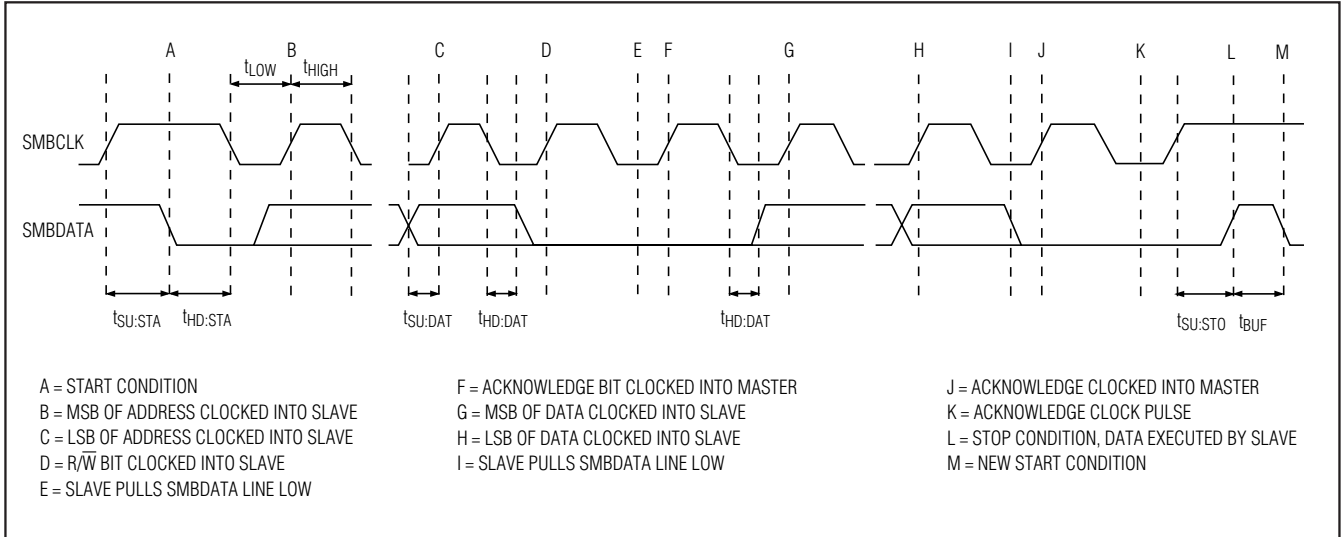 A B C D E F G H I J K L M
tLOW tHIGH
SMBCLK
SMBDATA
tSU:STA tHD:STA tSU:DAT tHD:DAT tHD:DAT tSU:STO tBUF
A = START CONDITION
B = MSB OF ADDRESS CLOCKED INTO SLAVE
C = LSB OF ADDRESS CLOCKED INTO SLAVE
D = R/W̅ BIT CLOCKED INTO SLAVE
E = SLAVE PULLS SMBDATA LINE LOW
F = ACKNOWLEDGE BIT CLOCKED INTO MASTER
G = MSB OF DATA CLOCKED INTO SLAVE
H = LSB OF DATA CLOCKED INTO SLAVE
I = SLAVE PULLS SMBDATA LINE LOW
J = ACKNOWLEDGE CLOCKED INTO MASTER
K = ACKNOWLEDGE CLOCK PULSE
L = STOP CONDITION, DATA EXECUTED BY SLAVE
M = NEW START CONDITION